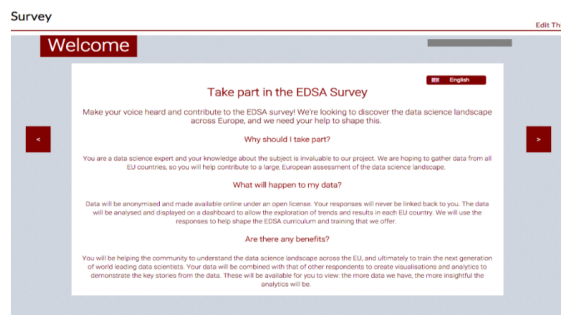 Survey
Edit Th
Welcome
English
Take part in the EDSA Survey
Make your voice heard and contribute to the EDSA survey! We're looking to discover the data science landscape
across Europe, and we need your help to shape this.
<
>
Why should I take part?
You are a data science expert and your knowledge about the subject is invaluable to our project. We are hoping to gather data from all
EU countries, so you will help contribute to a large, European assessment of the data science landscape.
What will happen to my data?
Data will be anonymised and made available online under an open license. Your responses will never be linked back to you. The data
will be analysed and displayed on a dashboard to allow the exploration of trends and results in each EU country. We will use the
responses to help shape the EDSA curriculum and training that we offer.
Are there any benefits?
You will be helping the community to understand the data science landscape across the EU, and ultimately to train the next generation
of world leading data scientists. Your data will be combined with that of other respondents to create visualisations and analytics to
demonstrate the key stories from the data. These will be available for you to view: the more data we have, the more insightful the
analytics will be.